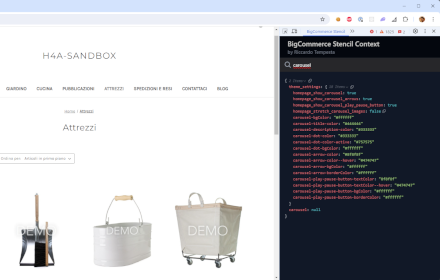 BigCommerce Stencil
BigCommerce Stencil Context
by Riccardo Tempesta
carousel
H4A-SANDBOX
GIARDINO CUCINA PUBBLICAZIONI ATTREZZI SPEDIZIONI E RESI CONTATTACI BLOG
Attrezzi
theme_settings: {
homepage_show_carousel: true
homepage_show_carousel_arrows: true
homepage_show_carousel_play_pause_button: true
homepage_stretch_carousel_images: false
carousel-bgColor: "#ffffff"
carousel-title-color: "#444444"
carousel-description-color: "#333333"
carousel-dot-color: "#333333"
carousel-dot-color-active: "#757575"
carousel-dot-bgColor: "#ffffff"
carousel-arrow-color:
carousel-arrow-color--hover: "#474747"
carousel-arrow-bgColor: "#ffffff"
carousel-arrow-borderColor: "#ffffff"
carousel-play-pause-button-textColor:
carousel-play-pause-button-textColor--hover: "#474747"
carousel-play-pause-button-bgColor: "#ffffff"
carousel-play-pause-button-borderColor: "#ffffff"
}
carousel: null
}
DEMO DEMO DEMO